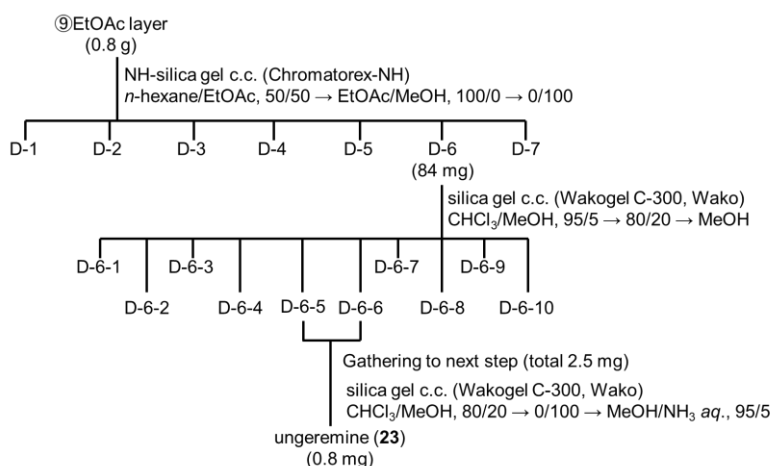 ⑨EtOAc layer
(0.8 g)
NH-silica gel c.c. (Chromatorex-NH)
n-hexane/EtOAc, 50/50 → EtOAc/MeOH, 100/0 → 0/100
D-1 D-2 D-3 D-4 D-5 D-6 D-7
(84 mg)
silica gel c.c. (Wakogel C-300, Wako)
CHCl₃/MeOH, 95/5 → 80/20 → MeOH
D-6-1 D-6-3 D-6-7 D-6-9
D-6-2 D-6-4 D-6-5 D-6-6 D-6-8 D-6-10
Gathering to next step (total 2.5 mg)
silica gel c.c. (Wakogel C-300, Wako)
CHCl₃/MeOH, 80/20 → 0/100 → MeOH/NH₃ aq., 95/5
ungeremine (23)
(0.8 mg)